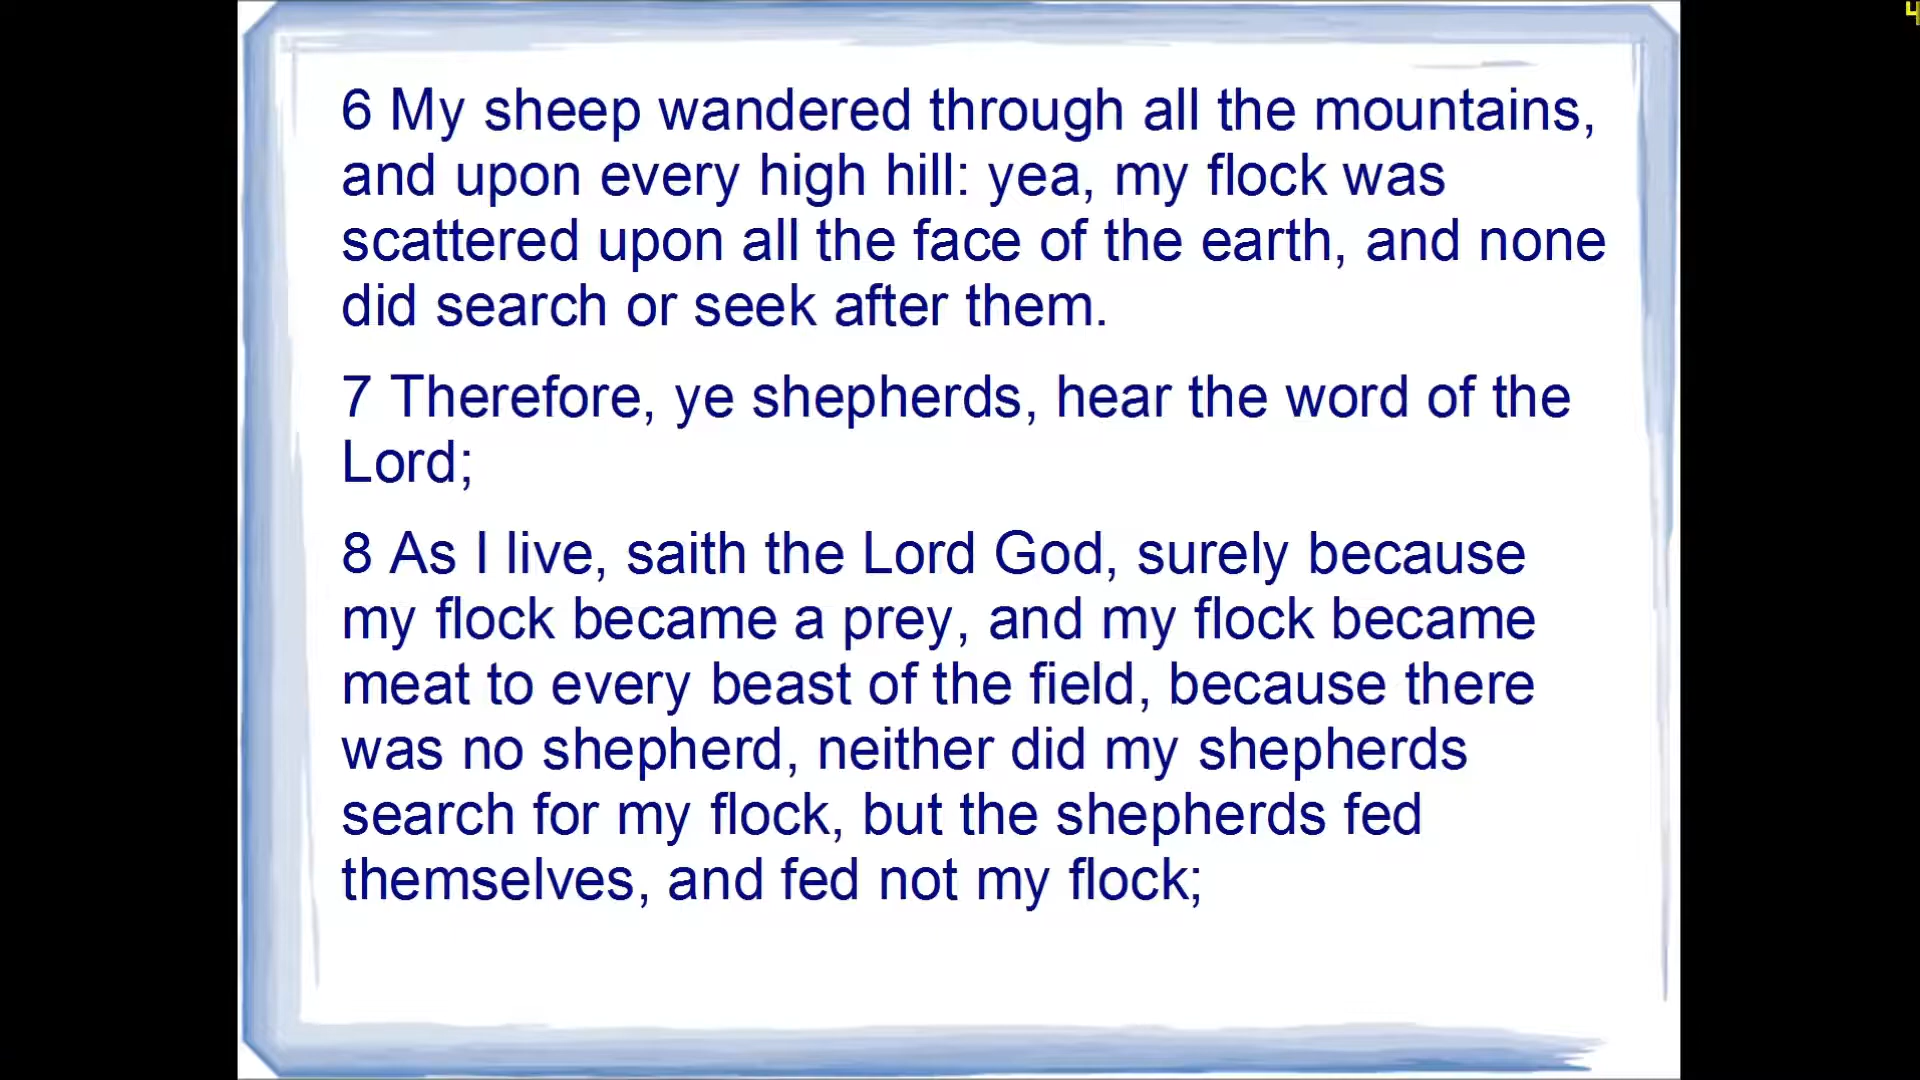 6 My sheep wandered through all the mountains,
and upon every high hill: yea, my flock was
scattered upon all the face of the earth, and none
did search or seek after them.
7 Therefore, ye shepherds, hear the word of the
Lord;
8 As I live, saith the Lord God, surely because
my flock became a prey, and my flock became
meat to every beast of the field, because there
was no shepherd, neither did my shepherds
search for my flock, but the shepherds fed
themselves, and fed not my flock;